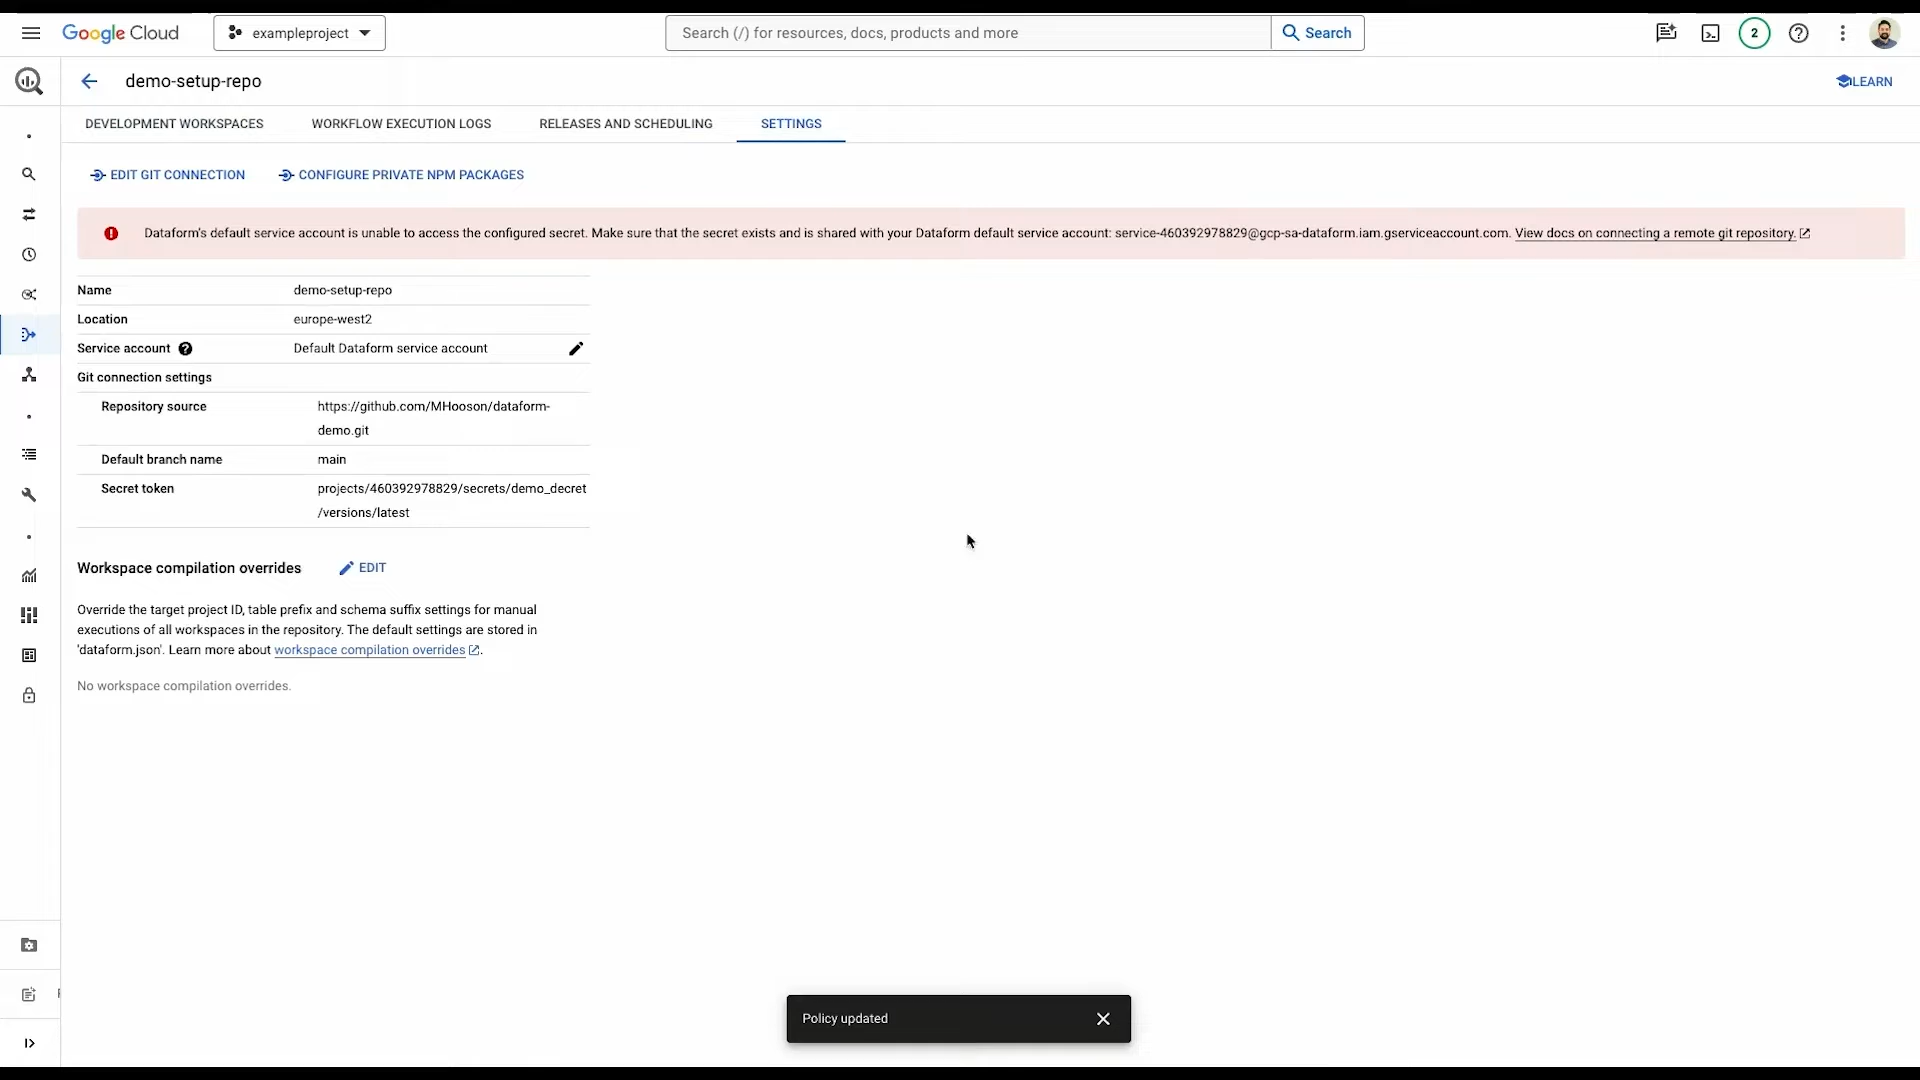 Google Cloud
exampleproject
Search (/) for resources, docs, products and more
Search
2
demo-setup-repo
LEARN
DEVELOPMENT WORKSPACES
WORKFLOW EXECUTION LOGS
RELEASES AND SCHEDULING
SETTINGS
EDIT GIT CONNECTION
CONFIGURE PRIVATE NPM PACKAGES
Dataform's default service account is unable to access the configured secret. Make sure that the secret exists and is shared with your Dataform default service account: service-460392978829@gcp-sa-dataform.iam.gserviceaccount.com. View docs on connecting a remote git repository.
Name demo-setup-repo
Location europe-west2
Service account Default Dataform service account
Git connection settings
Repository source https://github.com/MHooson/dataform-
demo.git
Default branch name main
Secret token projects/460392978829/secrets/demo_decret
/versions/latest
Workspace compilation overrides
EDIT
Override the target project ID, table prefix and schema suffix settings for manual
executions of all workspaces in the repository. The default settings are stored in
'dataform.json'. Learn more about workspace compilation overrides.
No workspace compilation overrides.
Policy updated